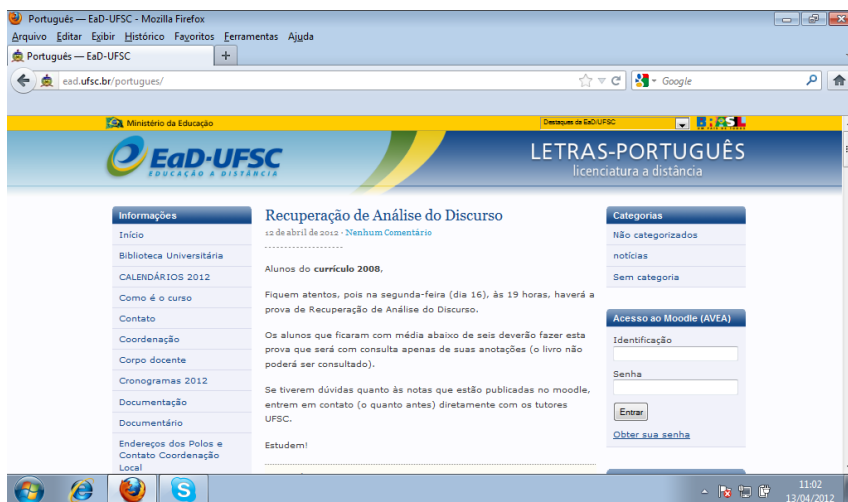 Português — EaD-UFSC - Mozilla Firefox
Arquivo Editar Exibir Histórico Favoritos Ferramentas Ajuda
Português — EaD-UFSC
ead.ufsc.br/portugues/
Google
Ministério da Educação
Destaques da EaD/UFSC
BRASIL
EaD·UFSC
EDUCAÇÃO A DISTÂNCIA
LETRAS-PORTUGUÊS
licenciatura a distância
Informações
Início
Biblioteca Universitária
CALENDÁRIOS 2012
Como é o curso
Contato
Coordenação
Corpo docente
Cronogramas 2012
Documentação
Documentário
Endereços dos Polos e
Contato Coordenação
Local
Recuperação de Análise do Discurso
12 de abril de 2012 · Nenhum Comentário
Alunos do currículo 2008,
Fiquem atentos, pois na segunda-feira (dia 16), às 19 horas, haverá a
prova de Recuperação de Análise do Discurso.
Os alunos que ficaram com média abaixo de seis deverão fazer esta
prova que será com consulta apenas de suas anotações (o livro não
poderá ser consultado).
Se tiverem dúvidas quanto às notas que estão publicadas no moodle,
entrem em contato (o quanto antes) diretamente com os tutores
UFSC.
Estudem!
Categorias
Não categorizados
notícias
Sem categoria
Acesso ao Moodle (AVEA)
Identificação
Senha
Entrar
Obter sua senha
11:02
13/04/2012